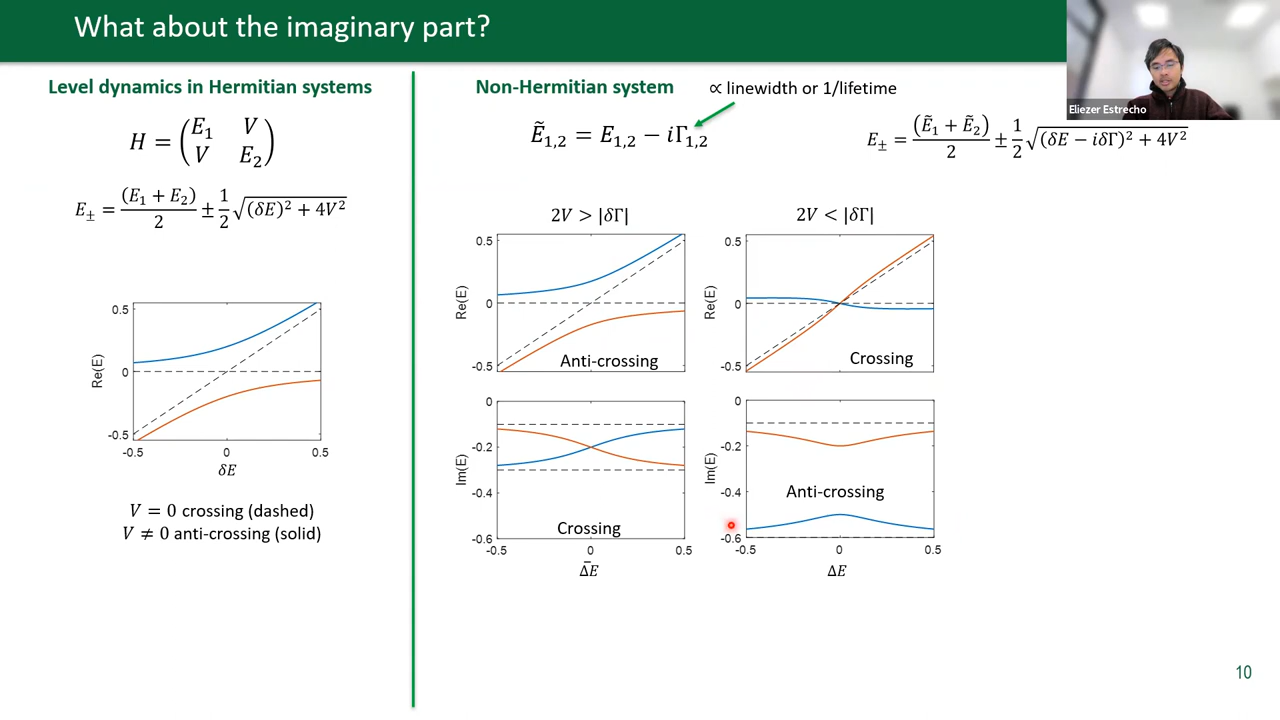 What about the imaginary part?
Eliezer Estrecho
Level dynamics in Hermitian systems
H = (E₁ V
V E₂)
E± = (E₁ + E₂)/2 ± 1/2 √((δE)² + 4V²)
0.5
0
-0.5
Re(E)
-0.5 0 0.5
δE
V = 0 crossing (dashed)
V ≠ 0 anti-crossing (solid)
Non-Hermitian system
∝ linewidth or 1/lifetime
Ẽ₁,₂ = E₁,₂ − iΓ₁,₂
E± = (Ẽ₁ + Ẽ₂)/2 ± 1/2 √((δE − iδΓ)² + 4V²)
2V > |δΓ|
0.5
0
-0.5
Re(E)
Anti-crossing
2V < |δΓ|
0.5
0
-0.5
Re(E)
Crossing
0
-0.2
-0.4
-0.6
Im(E)
Crossing
-0.5 0 0.5
Δ̄E
0
-0.2
-0.4
-0.6
Im(E)
Anti-crossing
-0.5 0 0.5
ΔE
10